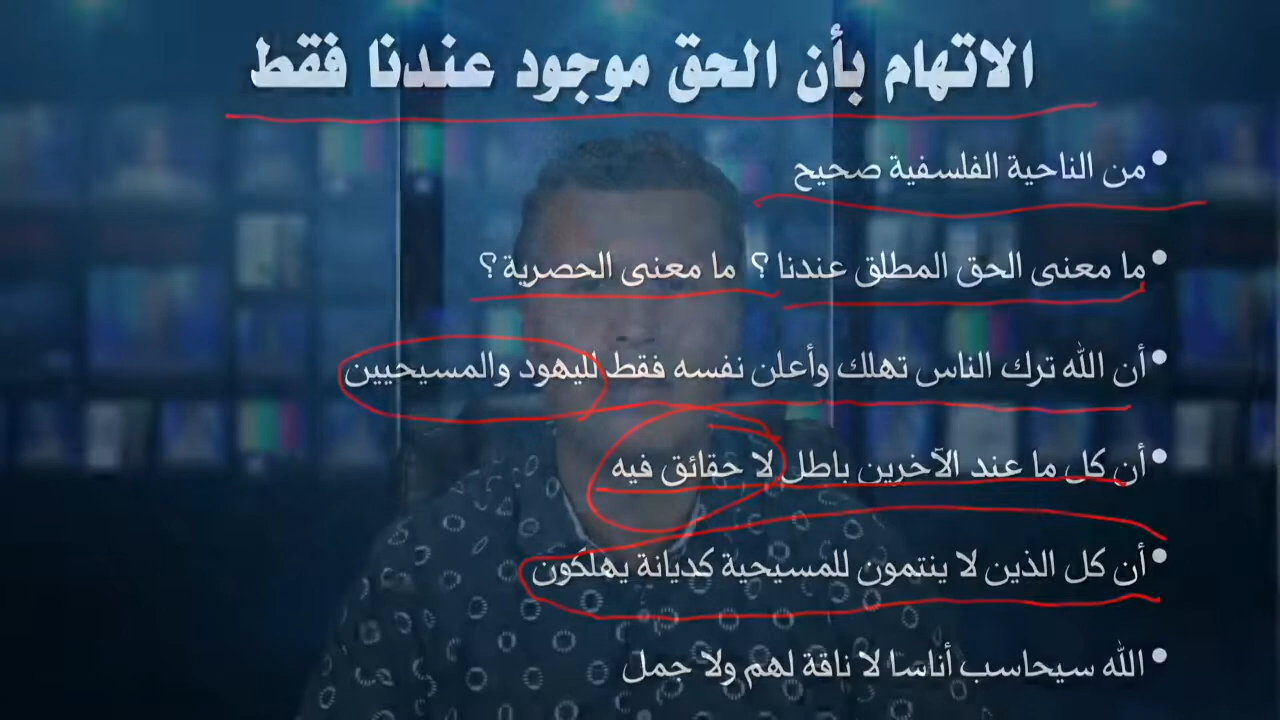 الاتهام بأن الحق موجود عندنا فقط
• من الناحية الفلسفية صحيح
• ما معنى الحق المطلق عندنا ؟ ما معنى الحصرية ؟
• أن الله ترك الناس تهلك وأعلن نفسه فقط لليهود والمسيحيين
• أن كل ما عند الآخرين باطل لا حقائق فيه
• أن كل الذين لا ينتمون للمسيحية كديانة يهلكون
• الله سيحاسب أناسا لا ناقة لهم ولا جمل